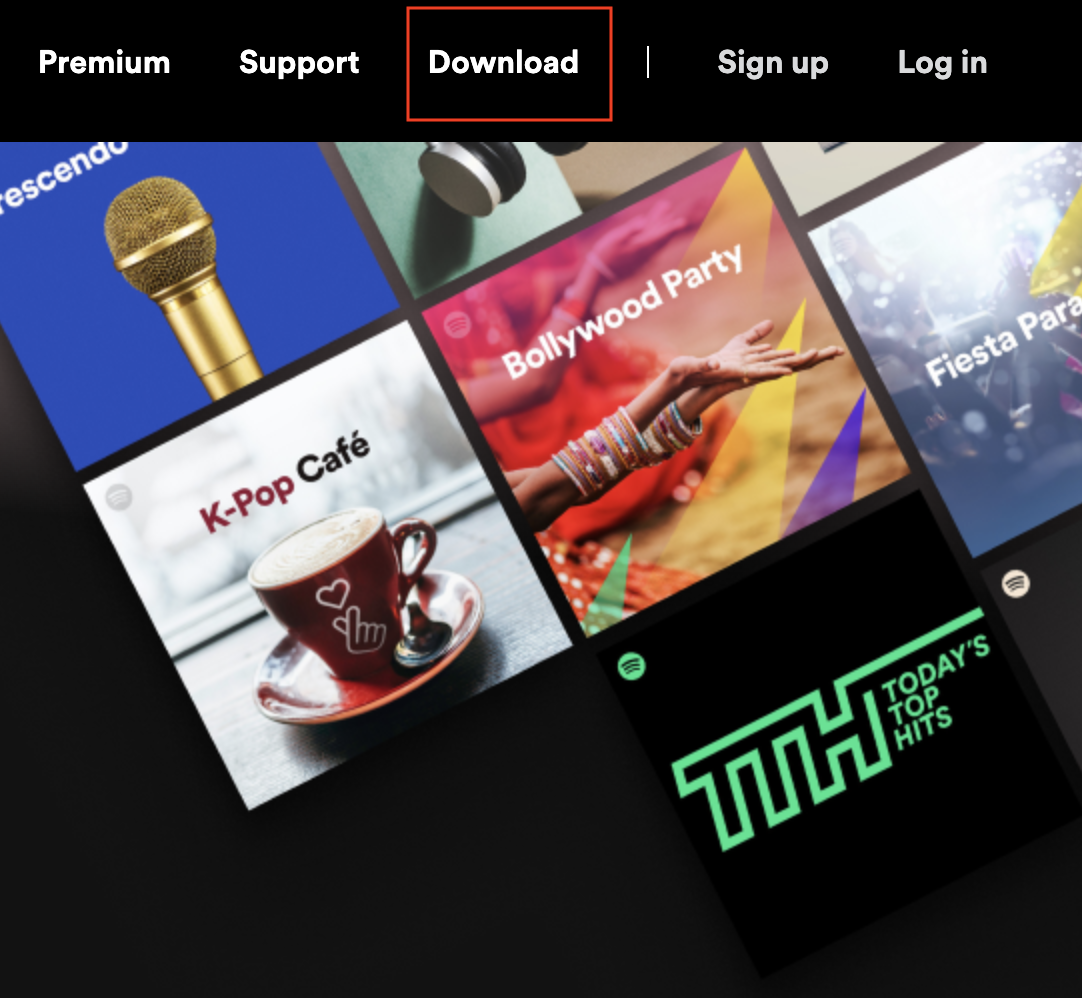 Premium Support Download | Sign up Log in
rescendo
Bollywood Party
Fiesta Para
K-Pop Café
TTH
TODAY'S
TOP
HITS